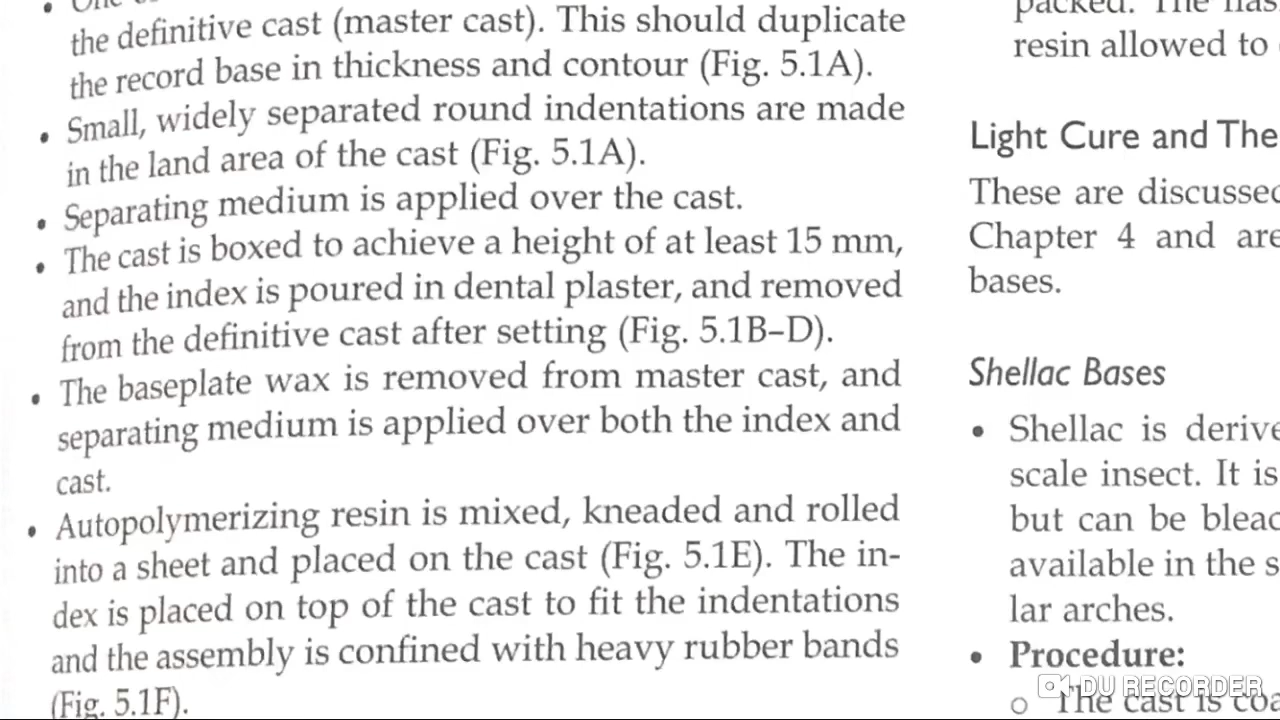 the definitive cast (master cast). This should duplicate
the record base in thickness and contour (Fig. 5.1A).
• Small, widely separated round indentations are made
in the land area of the cast (Fig. 5.1A).
• Separating medium is applied over the cast.
• The cast is boxed to achieve a height of at least 15 mm,
and the index is poured in dental plaster, and removed
from the definitive cast after setting (Fig. 5.1B–D).
• The baseplate wax is removed from master cast, and
separating medium is applied over both the index and
cast.
• Autopolymerizing resin is mixed, kneaded and rolled
into a sheet and placed on the cast (Fig. 5.1E). The in-
dex is placed on top of the cast to fit the indentations
and the assembly is confined with heavy rubber bands
(Fig. 5.1F).
packed. The
resin allowed to
Light Cure and
These are
Chapter 4 and are
bases.
Shellac Bases
• Shellac is
scale insect. It is
but can be
available in the
lar arches.
• Procedure:
○ The cast is
DU RECORDER